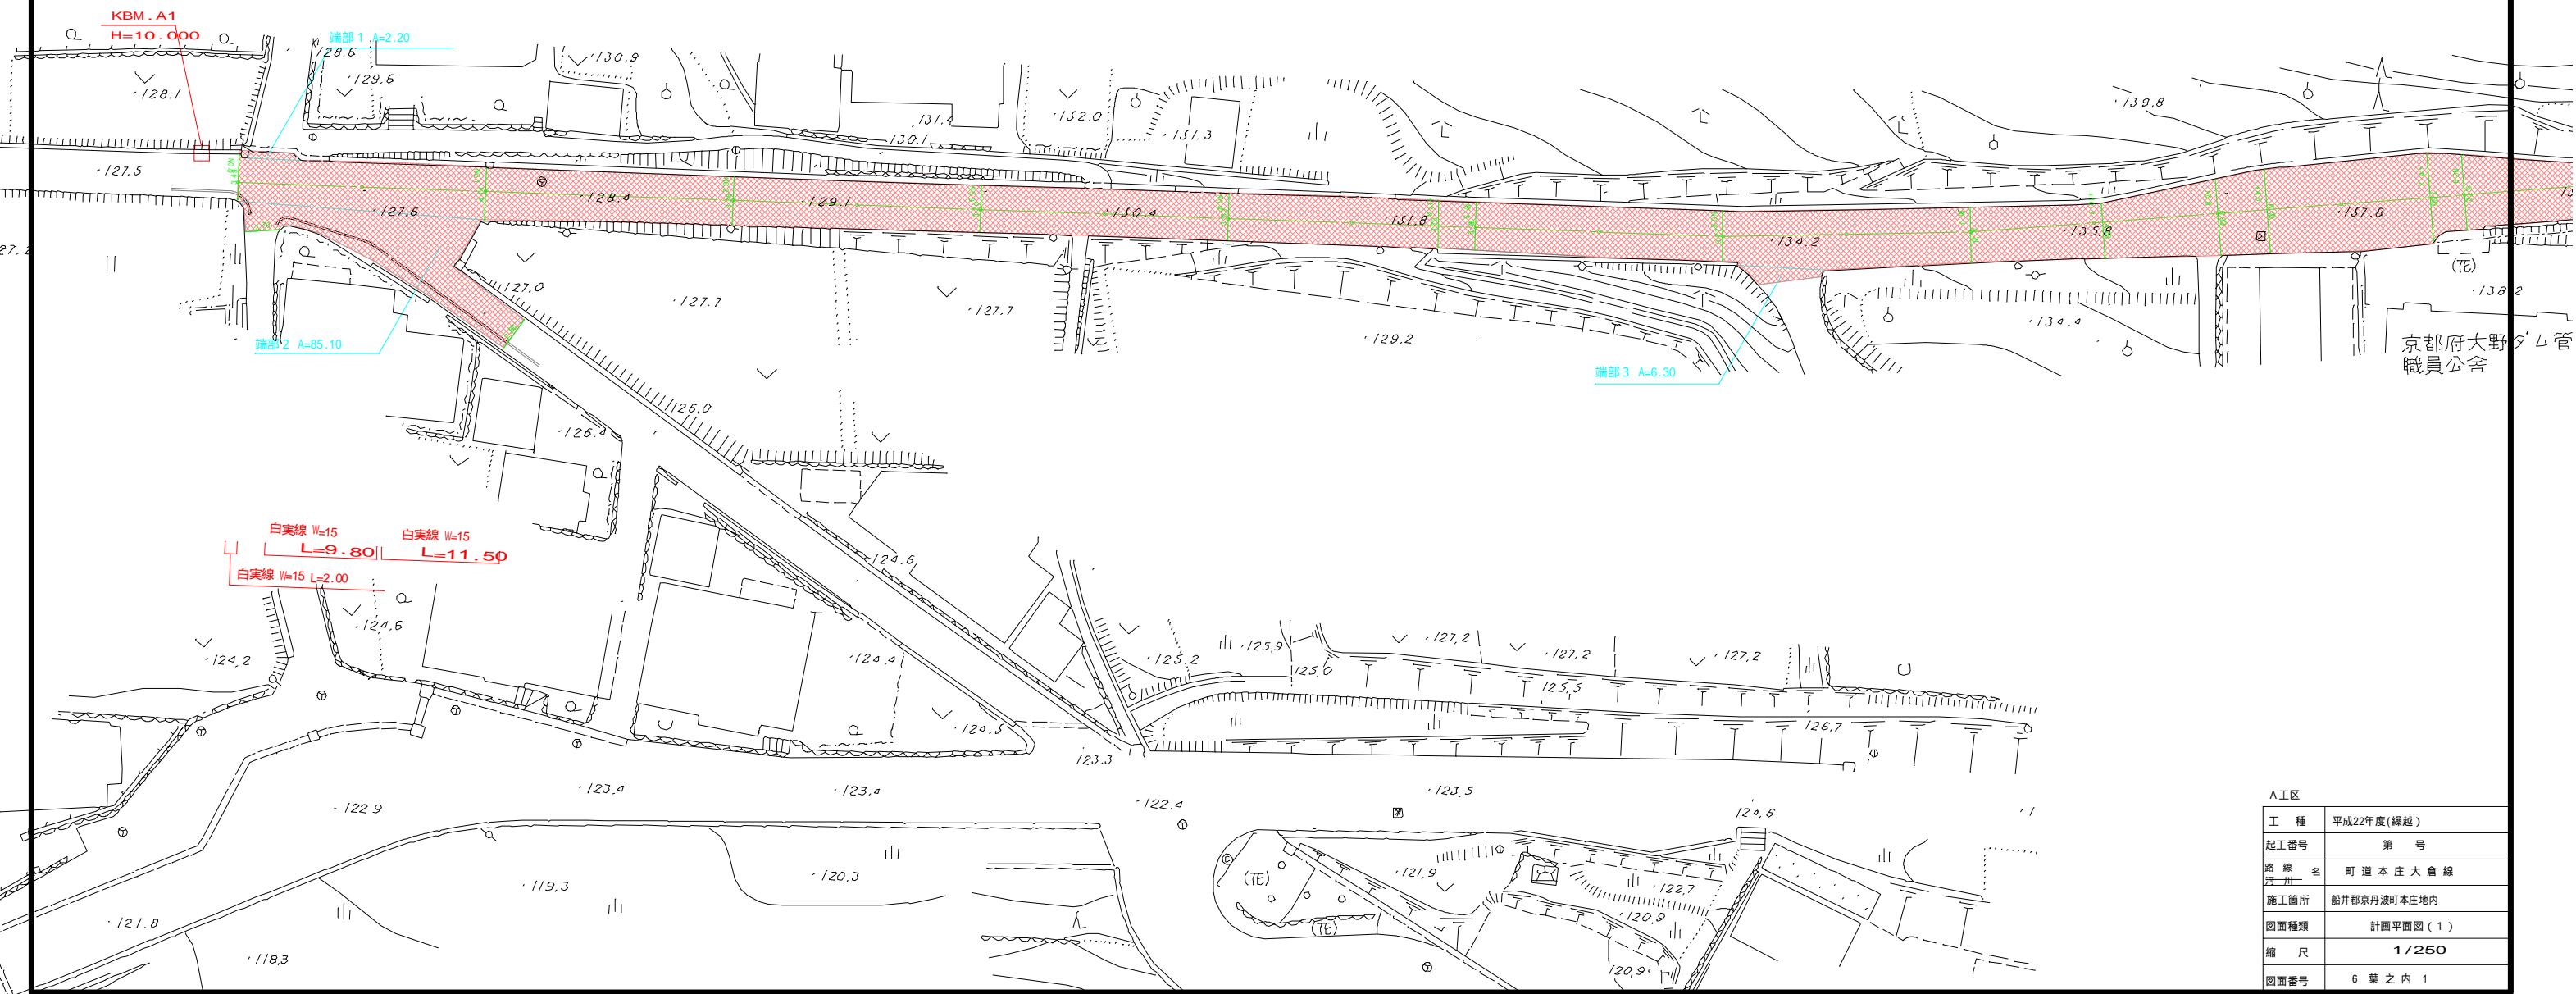 KBM.A1
H=10.000
端部1 A=2.20
128.6
129.6
130.9
128.1
131.4
130.1
132.0
131.3
139.8
127.5
127.6
128.4
129.1
130.4
131.8
134.2
135.8
137.8
(TE)
138.2
127.0
127.7
127.7
129.2
134.4
端部2 A=85.10
端部3 A=6.30
京都府大野ダム管
職員公舎
126.0
126.4
白実線 W=15
L=9.80
白実線 W=15
L=11.50
白実線 W=15 L=2.00
124.6
124.6
124.2
124.4
124.5
125.2
125.9
125.0
127.2
127.2
127.2
125.5
126.7
123.3
122.9
123.4
123.4
122.4
123.5
124.6
119.3
120.3
121.8
118.3
(TE)
(TE)
121.9
122.7
120.9
120.9
A工区
工 種 平成22年度(繰越)
起工番号 第 号
路線 河川 名 町道本庄大倉線
施工箇所 船井郡京丹波町本庄地内
図面種類 計画平面図(1)
縮 尺 1/250
図面番号 6 葉之内 1